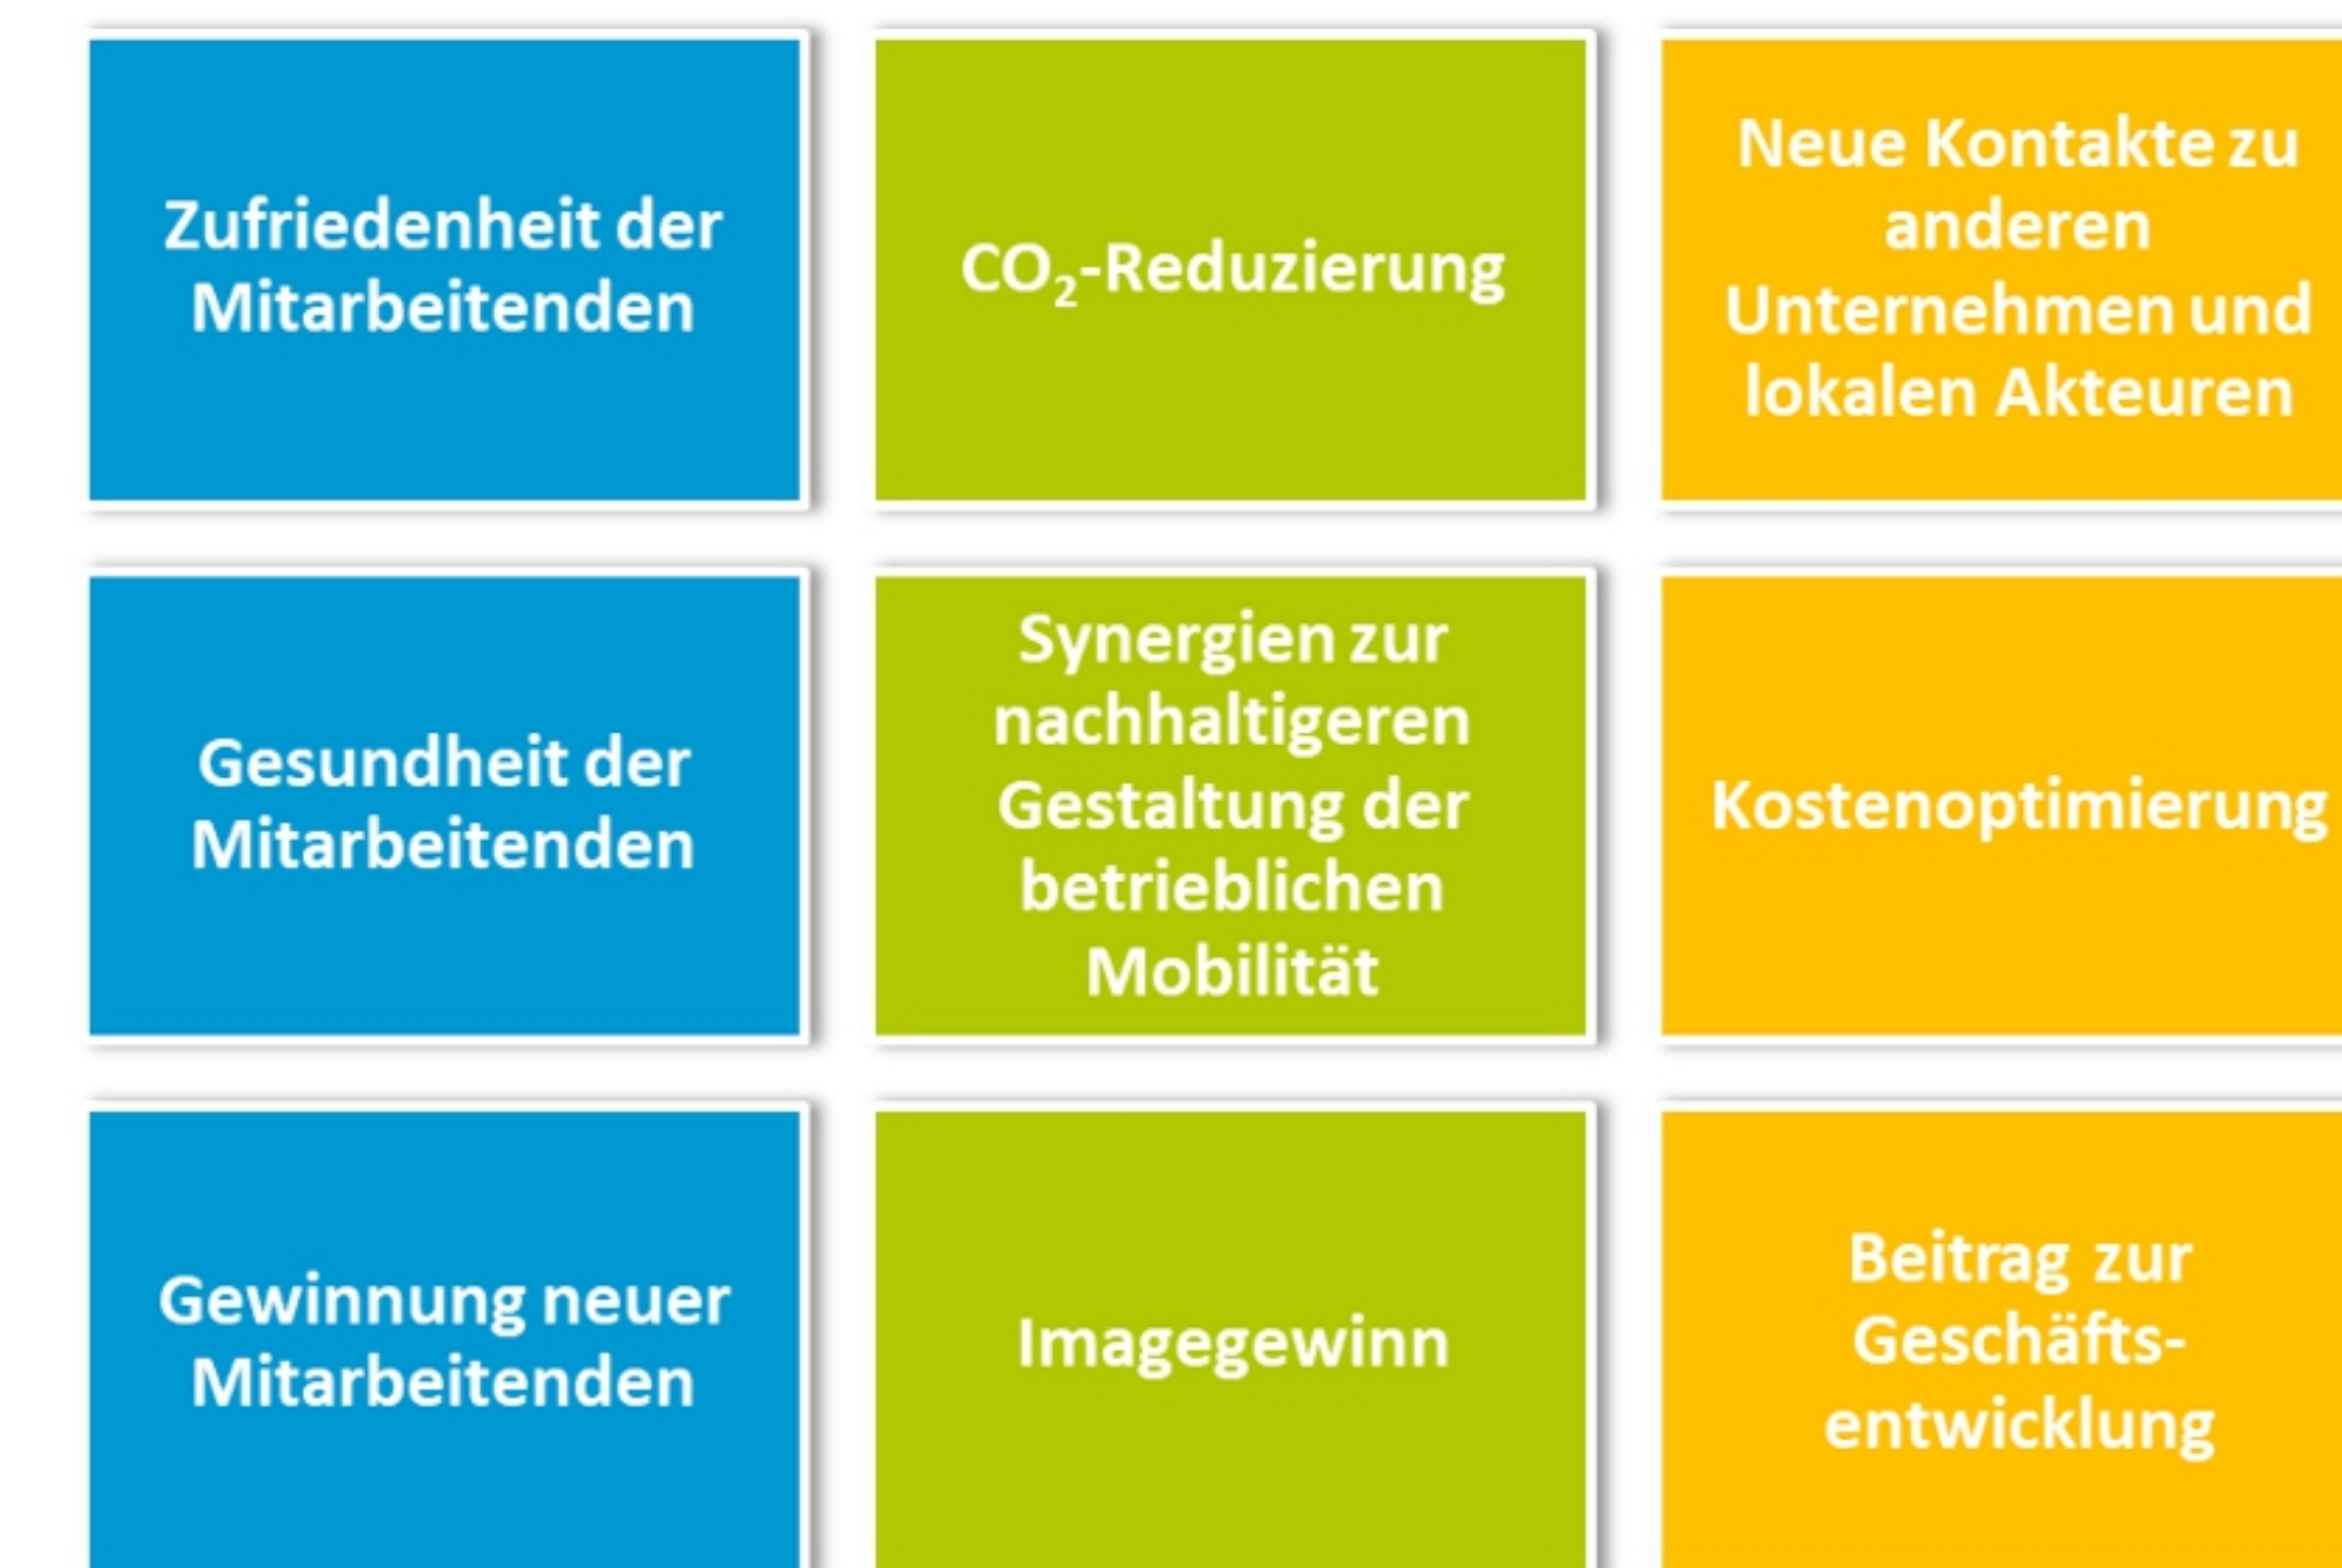 Zufriedenheit der
Mitarbeitenden
CO₂-Reduzierung
Neue Kontakte zu
anderen
Unternehmen und
lokalen Akteuren
Gesundheit der
Mitarbeitenden
Synergien zur
nachhaltigeren
Gestaltung der
betrieblichen
Mobilität
Kostenoptimierung
Gewinnung neuer
Mitarbeitenden
Imagegewinn
Beitrag zur
Geschäfts-
entwicklung